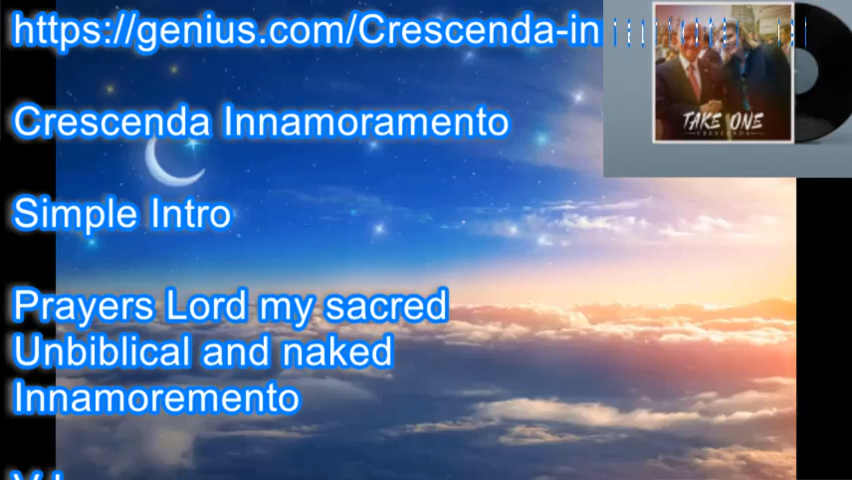 https://genius.com/Crescenda-in
Crescenda Innamoramento
TAKE ONE
CRESCENDA
Simple Intro
Prayers Lord my sacred
Unbiblical and naked
Innamoremento